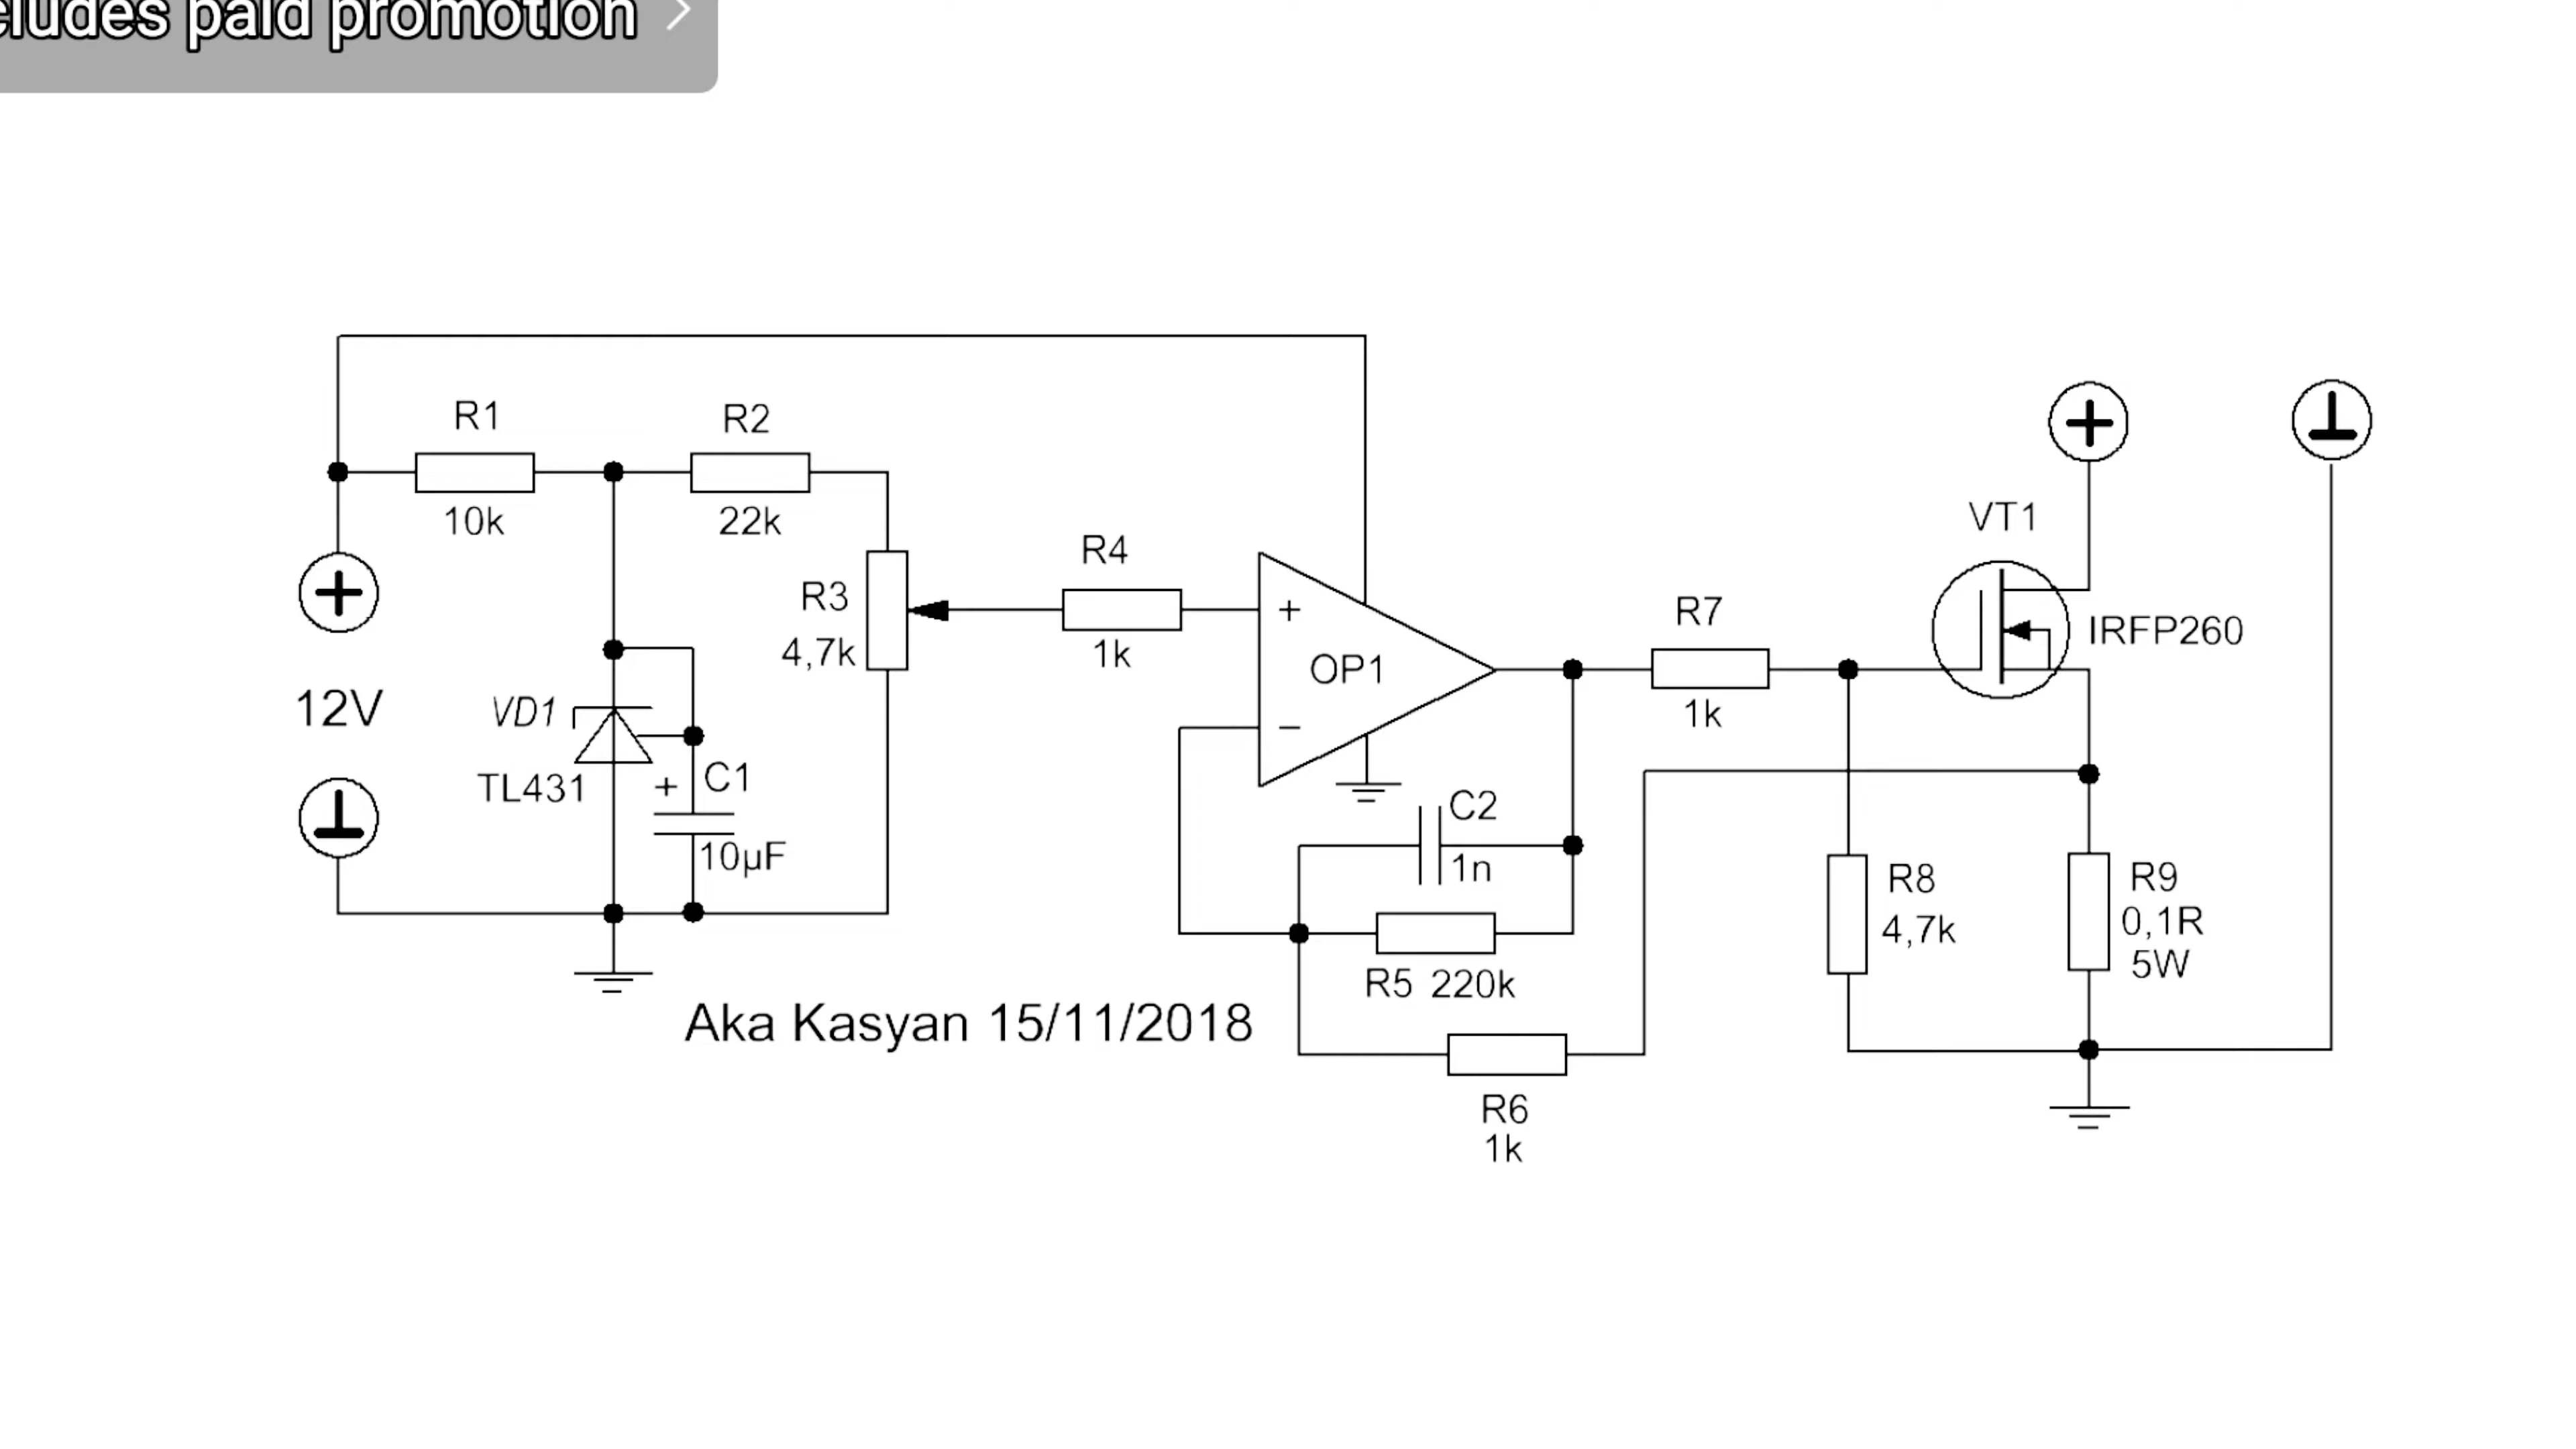 paid promotion
R1
10k
R2
22k
R3
4,7k
R4
1k
12V
VD1
TL431
+ C1
10µF
+
OP1
−
C2
1n
R5 220k
R6
1k
R7
1k
VT1
IRFP260
R8
4,7k
R9
0,1R
5W
Aka Kasyan 15/11/2018